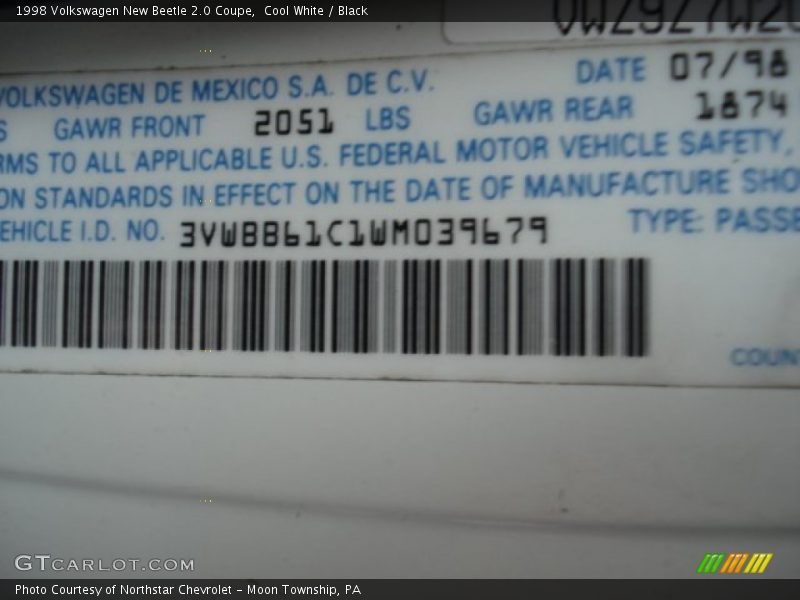 1998 Volkswagen New Beetle 2.0 Coupe, Cool White / Black
VOLKSWAGEN DE MEXICO S.A. DE C.V. DATE 07/98
S GAWR FRONT 2051 LBS GAWR REAR 1874
RMS TO ALL APPLICABLE U.S. FEDERAL MOTOR VEHICLE SAFETY,
ON STANDARDS IN EFFECT ON THE DATE OF MANUFACTURE SHO
EHICLE I.D. NO. 3VWBB61C1WM039679 TYPE: PASSE
COUNT
GTCARLOT.COM
Photo Courtesy of Northstar Chevrolet - Moon Township, PA